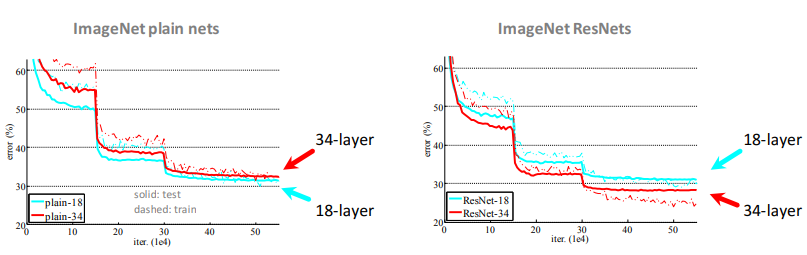 ImageNet plain nets
60
50
40
30
20
error (%)
plain-18
plain-34
solid: test
dashed: train
0 10 20 30 40 50
iter. (1e4)
34-layer
18-layer
ImageNet ResNets
60
50
40
30
20
error (%)
ResNet-18
ResNet-34
0 10 20 30 40 50
iter. (1e4)
18-layer
34-layer